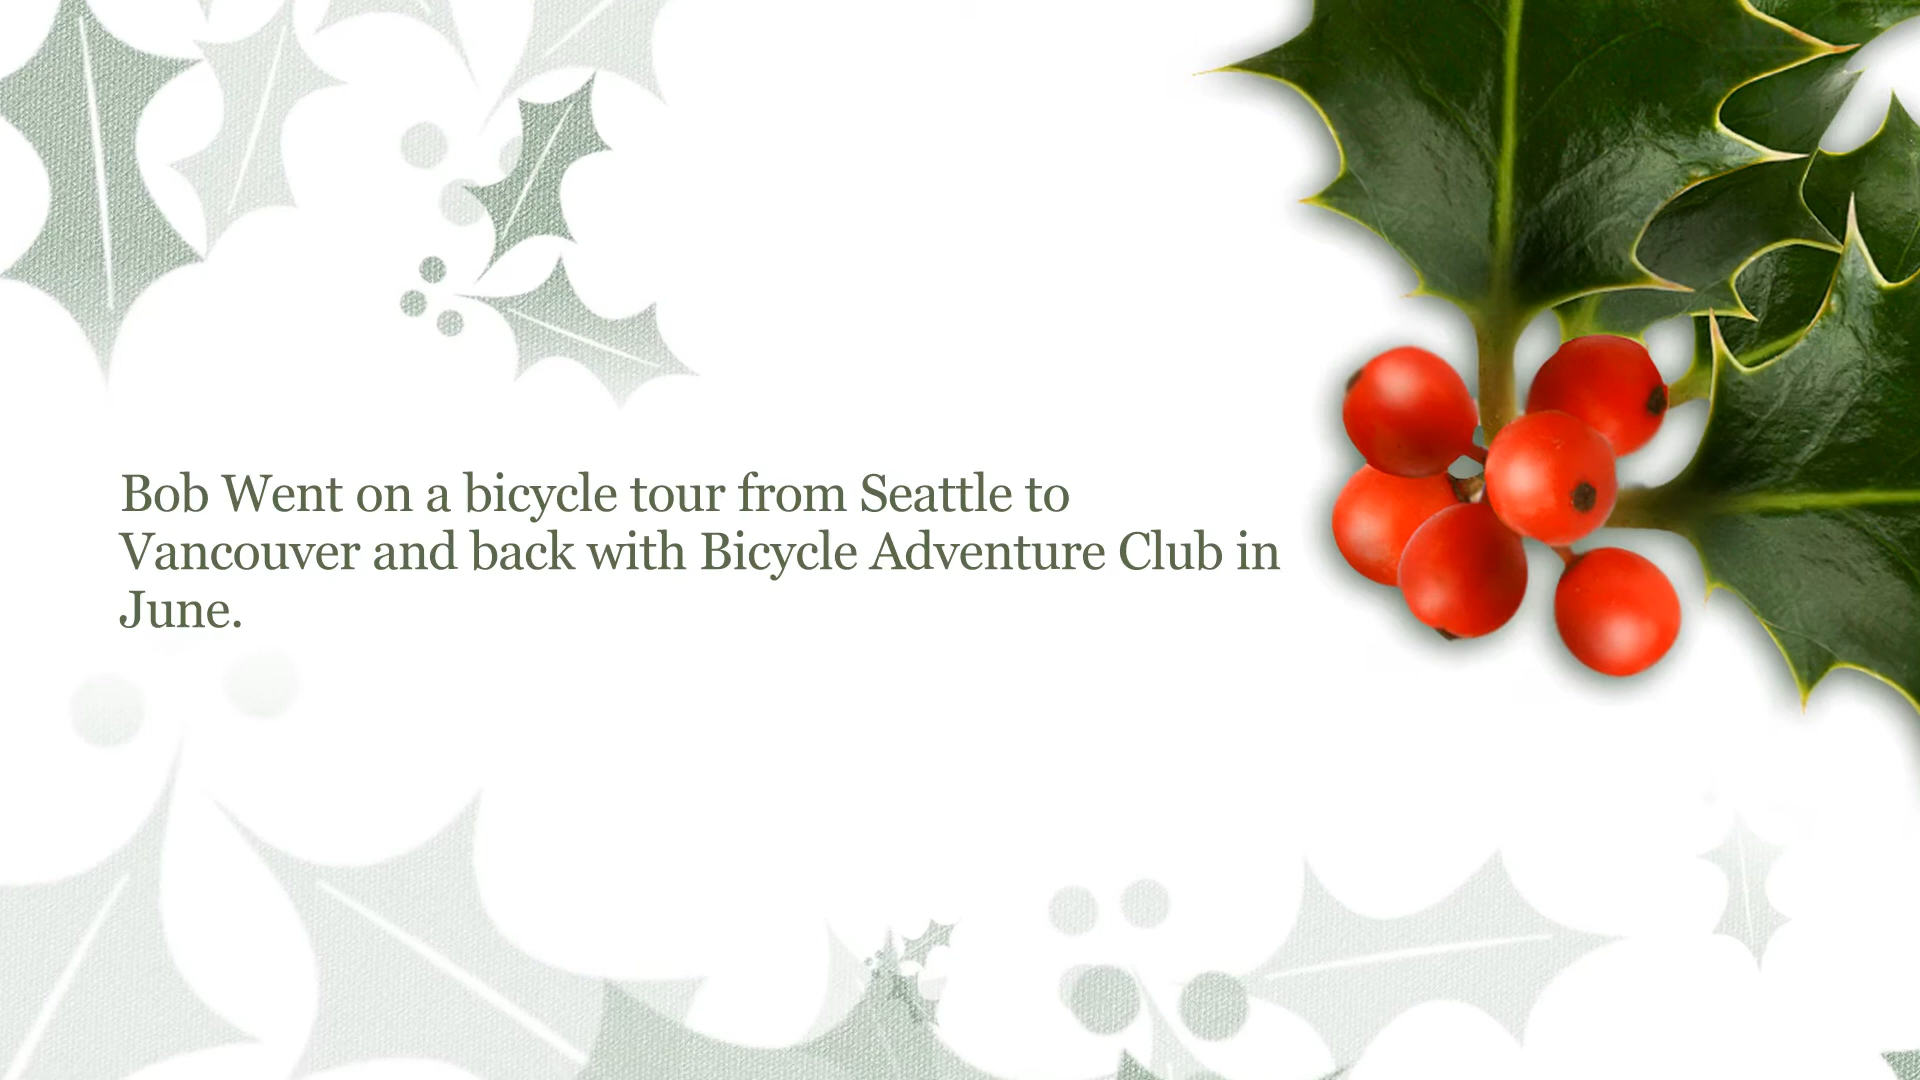 Bob Went on a bicycle tour from Seattle to
Vancouver and back with Bicycle Adventure Club in
June.